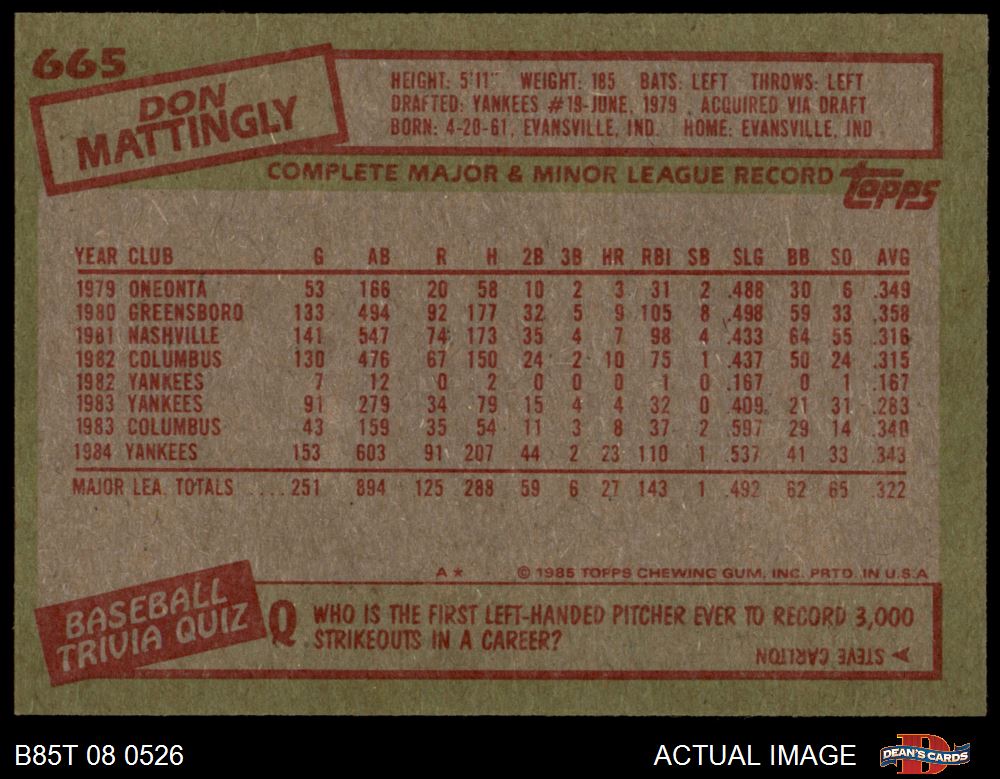 665
DON
MATTINGLY
HEIGHT: 5'11" WEIGHT: 185 BATS: LEFT THROWS: LEFT
DRAFTED: YANKEES #19-JUNE, 1979 . ACQUIRED VIA DRAFT
BORN: 4-20-61, EVANSVILLE, IND. HOME: EVANSVILLE, IND
COMPLETE MAJOR & MINOR LEAGUE RECORD topps
YEAR CLUB G AB R H 2B 3B HR RBI SB SLG BB SO AVG
1979 ONEONTA 53 166 20 58 10 2 3 31 2 .488 30 6 .349
1980 GREENSBORO 133 494 92 177 32 5 9 105 8 .498 59 33 .358
1981 NASHVILLE 141 547 74 173 35 4 7 98 4 .433 64 55 .316
1982 COLUMBUS 130 476 67 150 24 2 10 75 1 .437 50 24 .315
1982 YANKEES 7 12 0 2 0 0 0 1 0 .167 0 1 .167
1983 YANKEES 91 279 34 79 15 4 4 32 0 .409 21 31 .283
1983 COLUMBUS 43 159 35 54 11 3 8 37 2 .597 29 14 .340
1984 YANKEES 153 603 91 207 44 2 23 110 1 .537 41 33 .343
MAJOR LEA. TOTALS .... 251 894 125 288 59 6 27 143 1 .492 62 65 .322
A* © 1985 TOPPS CHEWING GUM, INC. PRTD. IN U.S.A
BASEBALL
TRIVIA QUIZ
Q WHO IS THE FIRST LEFT-HANDED PITCHER EVER TO RECORD 3,000
STRIKEOUTS IN A CAREER?
A STEVE CARLTON
B85T 08 0526
ACTUAL IMAGE
DEAN'S CARDS